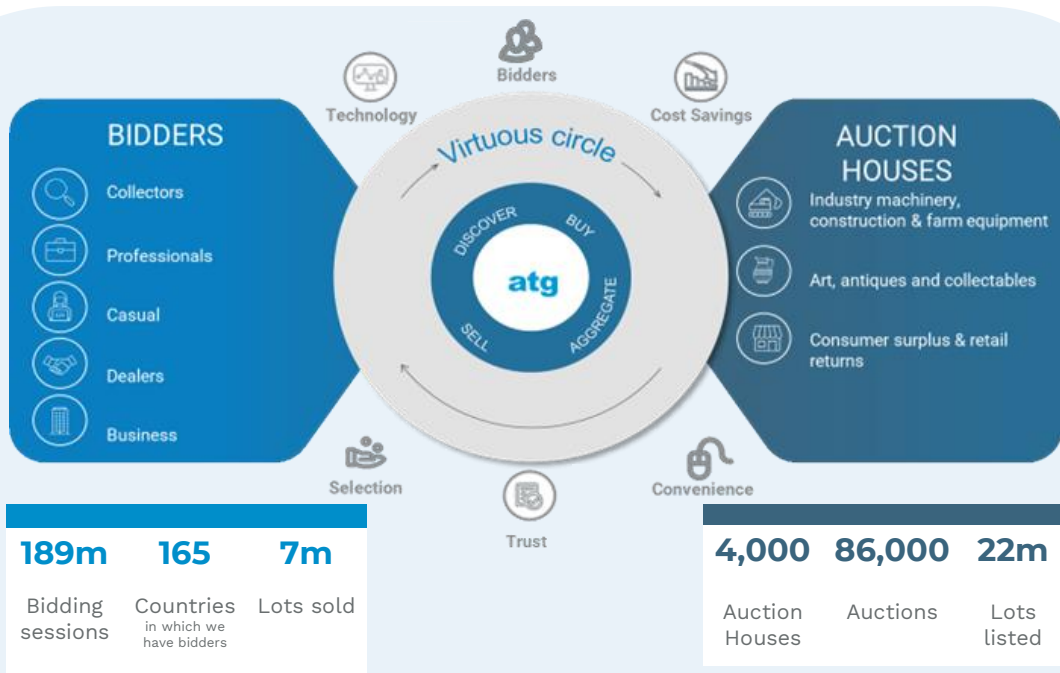 Bidders
Technology
Cost Savings
BIDDERS
Collectors
Professionals
Casual
Dealers
Business
Virtuous circle
DISCOVER
BUY
atg
SELL
AGGREGATE
AUCTION
HOUSES
Industry machinery,
construction & farm equipment
Art, antiques and collectables
Consumer surplus & retail
returns
Selection
Trust
Convenience
189m
Bidding
sessions
165
Countries
in which we
have bidders
7m
Lots sold
4,000
Auction
Houses
86,000
Auctions
22m
Lots
listed